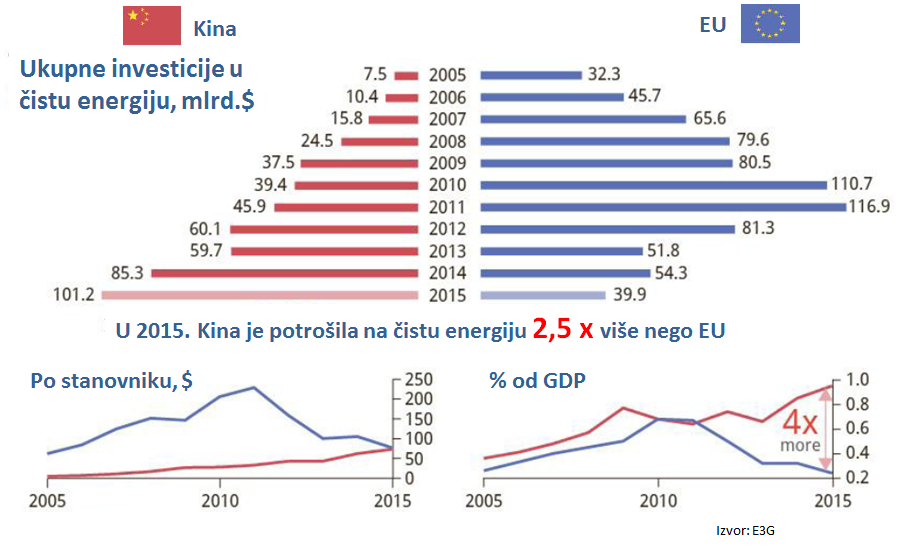 Kina
EU
Ukupne investicije u
čistu energiju, mlrd.$
7.5 2005 32.3
10.4 2006 45.7
15.8 2007 65.6
24.5 2008 79.6
37.5 2009 80.5
39.4 2010 110.7
45.9 2011 116.9
60.1 2012 81.3
59.7 2013 51.8
85.3 2014 54.3
101.2 2015 39.9
U 2015. Kina je potrošila na čistu energiju 2,5 x više nego EU
Po stanovniku, $
250
200
150
100
50
0
2005 2010 2015
% od GDP
1.0
0.8
0.6
0.4
0.2
4x
more
2005 2010 2015
Izvor: E3G